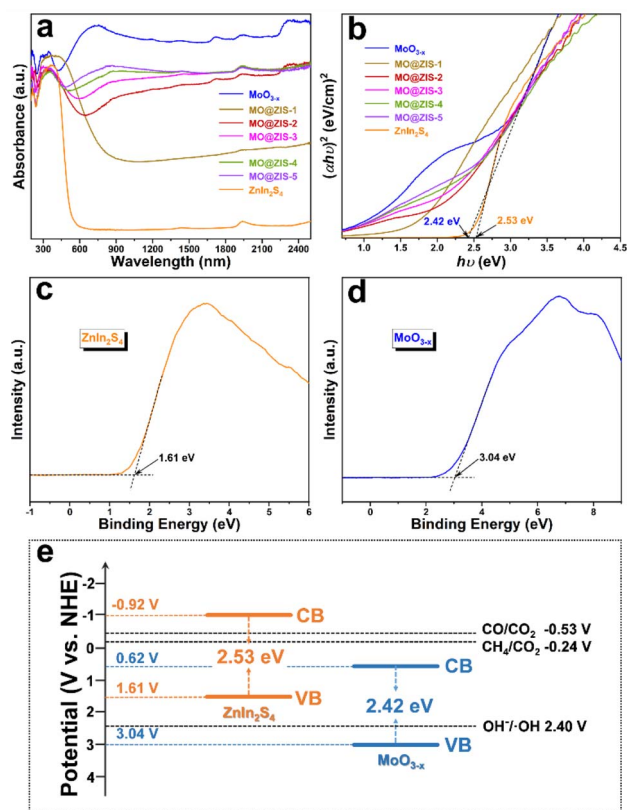 a
Absorbance (a.u.)
MoO₃₋ₓ
MO@ZIS-1
MO@ZIS-2
MO@ZIS-3
MO@ZIS-4
MO@ZIS-5
ZnIn₂S₄
300 600 900 1200 1500 1800 2100 2400
Wavelength (nm)
b
(αhυ)² (eV/cm)²
MoO₃₋ₓ
MO@ZIS-1
MO@ZIS-2
MO@ZIS-3
MO@ZIS-4
MO@ZIS-5
ZnIn₂S₄
2.42 eV
2.53 eV
1.0 1.5 2.0 2.5 3.0 3.5 4.0 4.5
hυ (eV)
c
Intensity (a.u.)
ZnIn₂S₄
1.61 eV
-1 0 1 2 3 4 5 6
Binding Energy (eV)
d
Intensity (a.u.)
MoO₃₋ₓ
3.04 eV
0 2 4 6 8
Binding Energy (eV)
e
Potential (V vs. NHE)
-2
-1
0
1
2
3
4
-0.92 V
CB
CO/CO₂ -0.53 V
CH₄/CO₂ -0.24 V
0.62 V
2.53 eV
CB
1.61 V
VB
ZnIn₂S₄
2.42 eV
OH⁻/·OH 2.40 V
3.04 V
VB
MoO₃₋ₓ